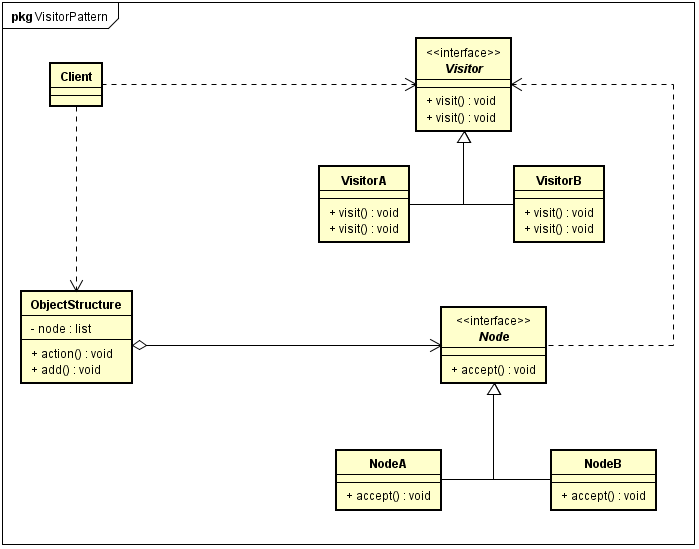 pkg VisitorPattern
Client
<<interface>>
Visitor
+ visit() : void
+ visit() : void
VisitorA
+ visit() : void
+ visit() : void
VisitorB
+ visit() : void
+ visit() : void
ObjectStructure
- node : list
+ action() : void
+ add() : void
<<interface>>
Node
+ accept() : void
NodeA
+ accept() : void
NodeB
+ accept() : void